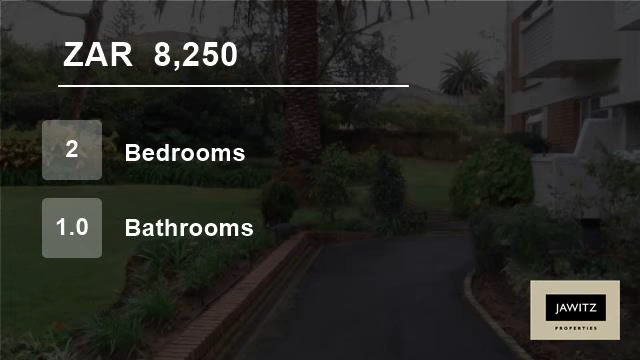 ZAR 8,250
2 Bedrooms
1.0 Bathrooms
JAWITZ
PROPERTIES